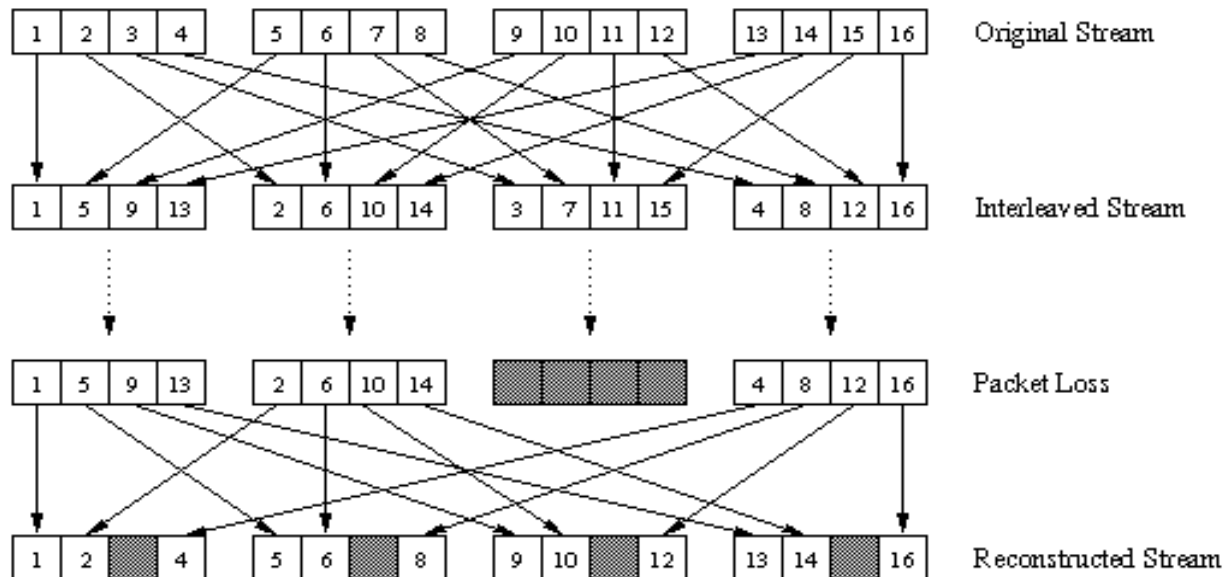 1 2 3 4 5 6 7 8 9 10 11 12 13 14 15 16 Original Stream
1 5 9 13 2 6 10 14 3 7 11 15 4 8 12 16 Interleaved Stream
1 5 9 13 2 6 10 14 4 8 12 16 Packet Loss
1 2 4 5 6 8 9 10 12 13 14 16 Reconstructed Stream